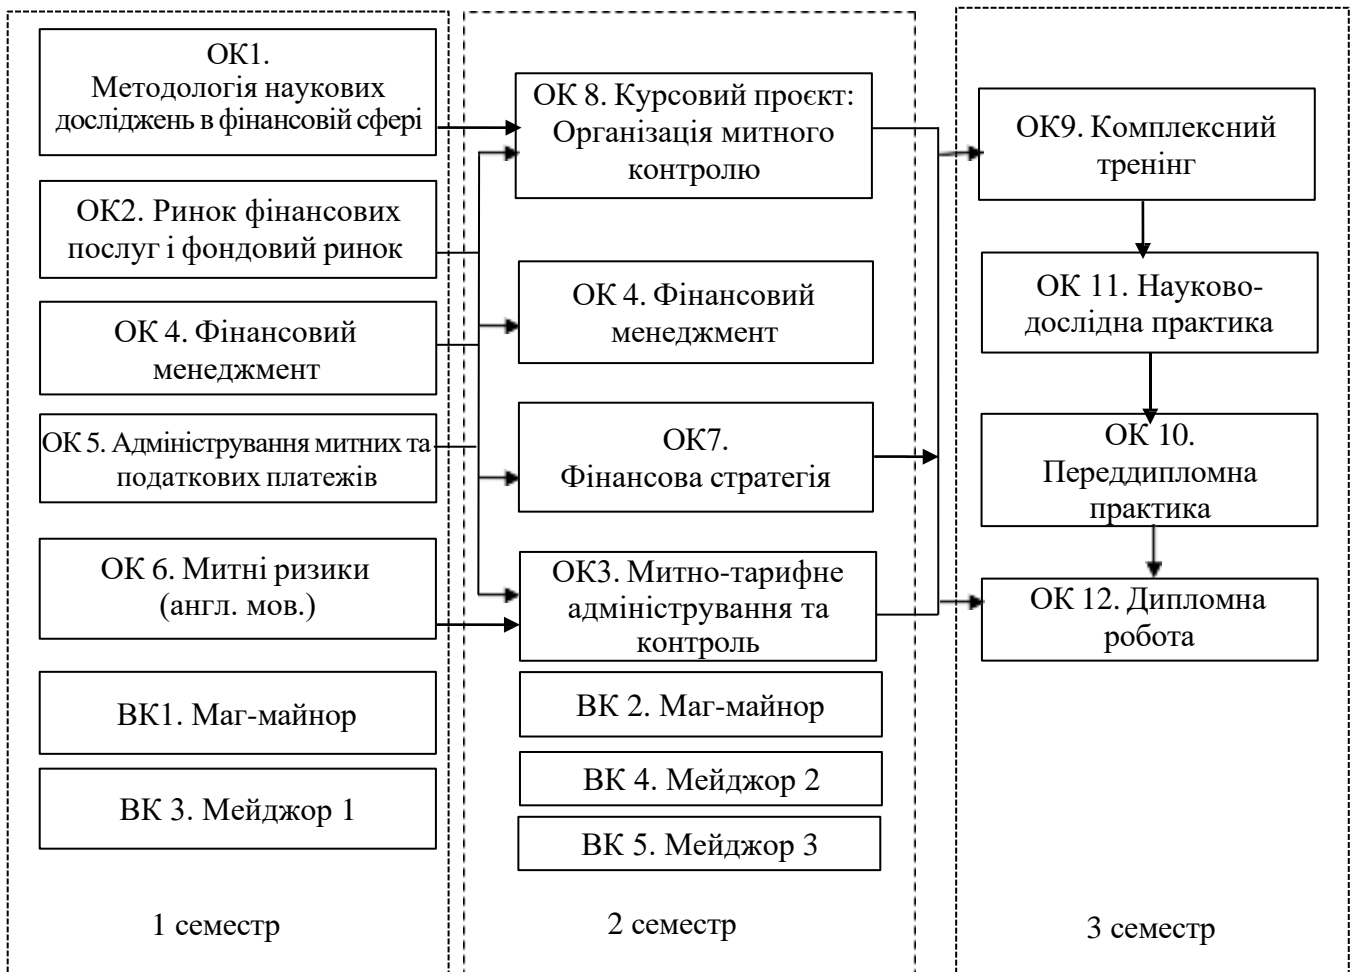 ОК1.
Методологія наукових
досліджень в фінансовій сфері
ОК2. Ринок фінансових
послуг і фондовий ринок
ОК 4. Фінансовий
менеджмент
ОК 5. Адміністрування митних та
податкових платежів
ОК 6. Митні ризики
(англ. мов.)
ВК1. Маг-майнор
ВК 3. Мейджор 1
1 семестр
ОК 8. Курсовий проєкт:
Організація митного
контролю
ОК 4. Фінансовий
менеджмент
ОК7.
Фінансова стратегія
ОК3. Митно-тарифне
адміністрування та
контроль
ВК 2. Маг-майнор
ВК 4. Мейджор 2
ВК 5. Мейджор 3
2 семестр
ОК9. Комплексний
тренінг
ОК 11. Науково-
дослідна практика
ОК 10.
Переддипломна
практика
ОК 12. Дипломна
робота
3 семестр